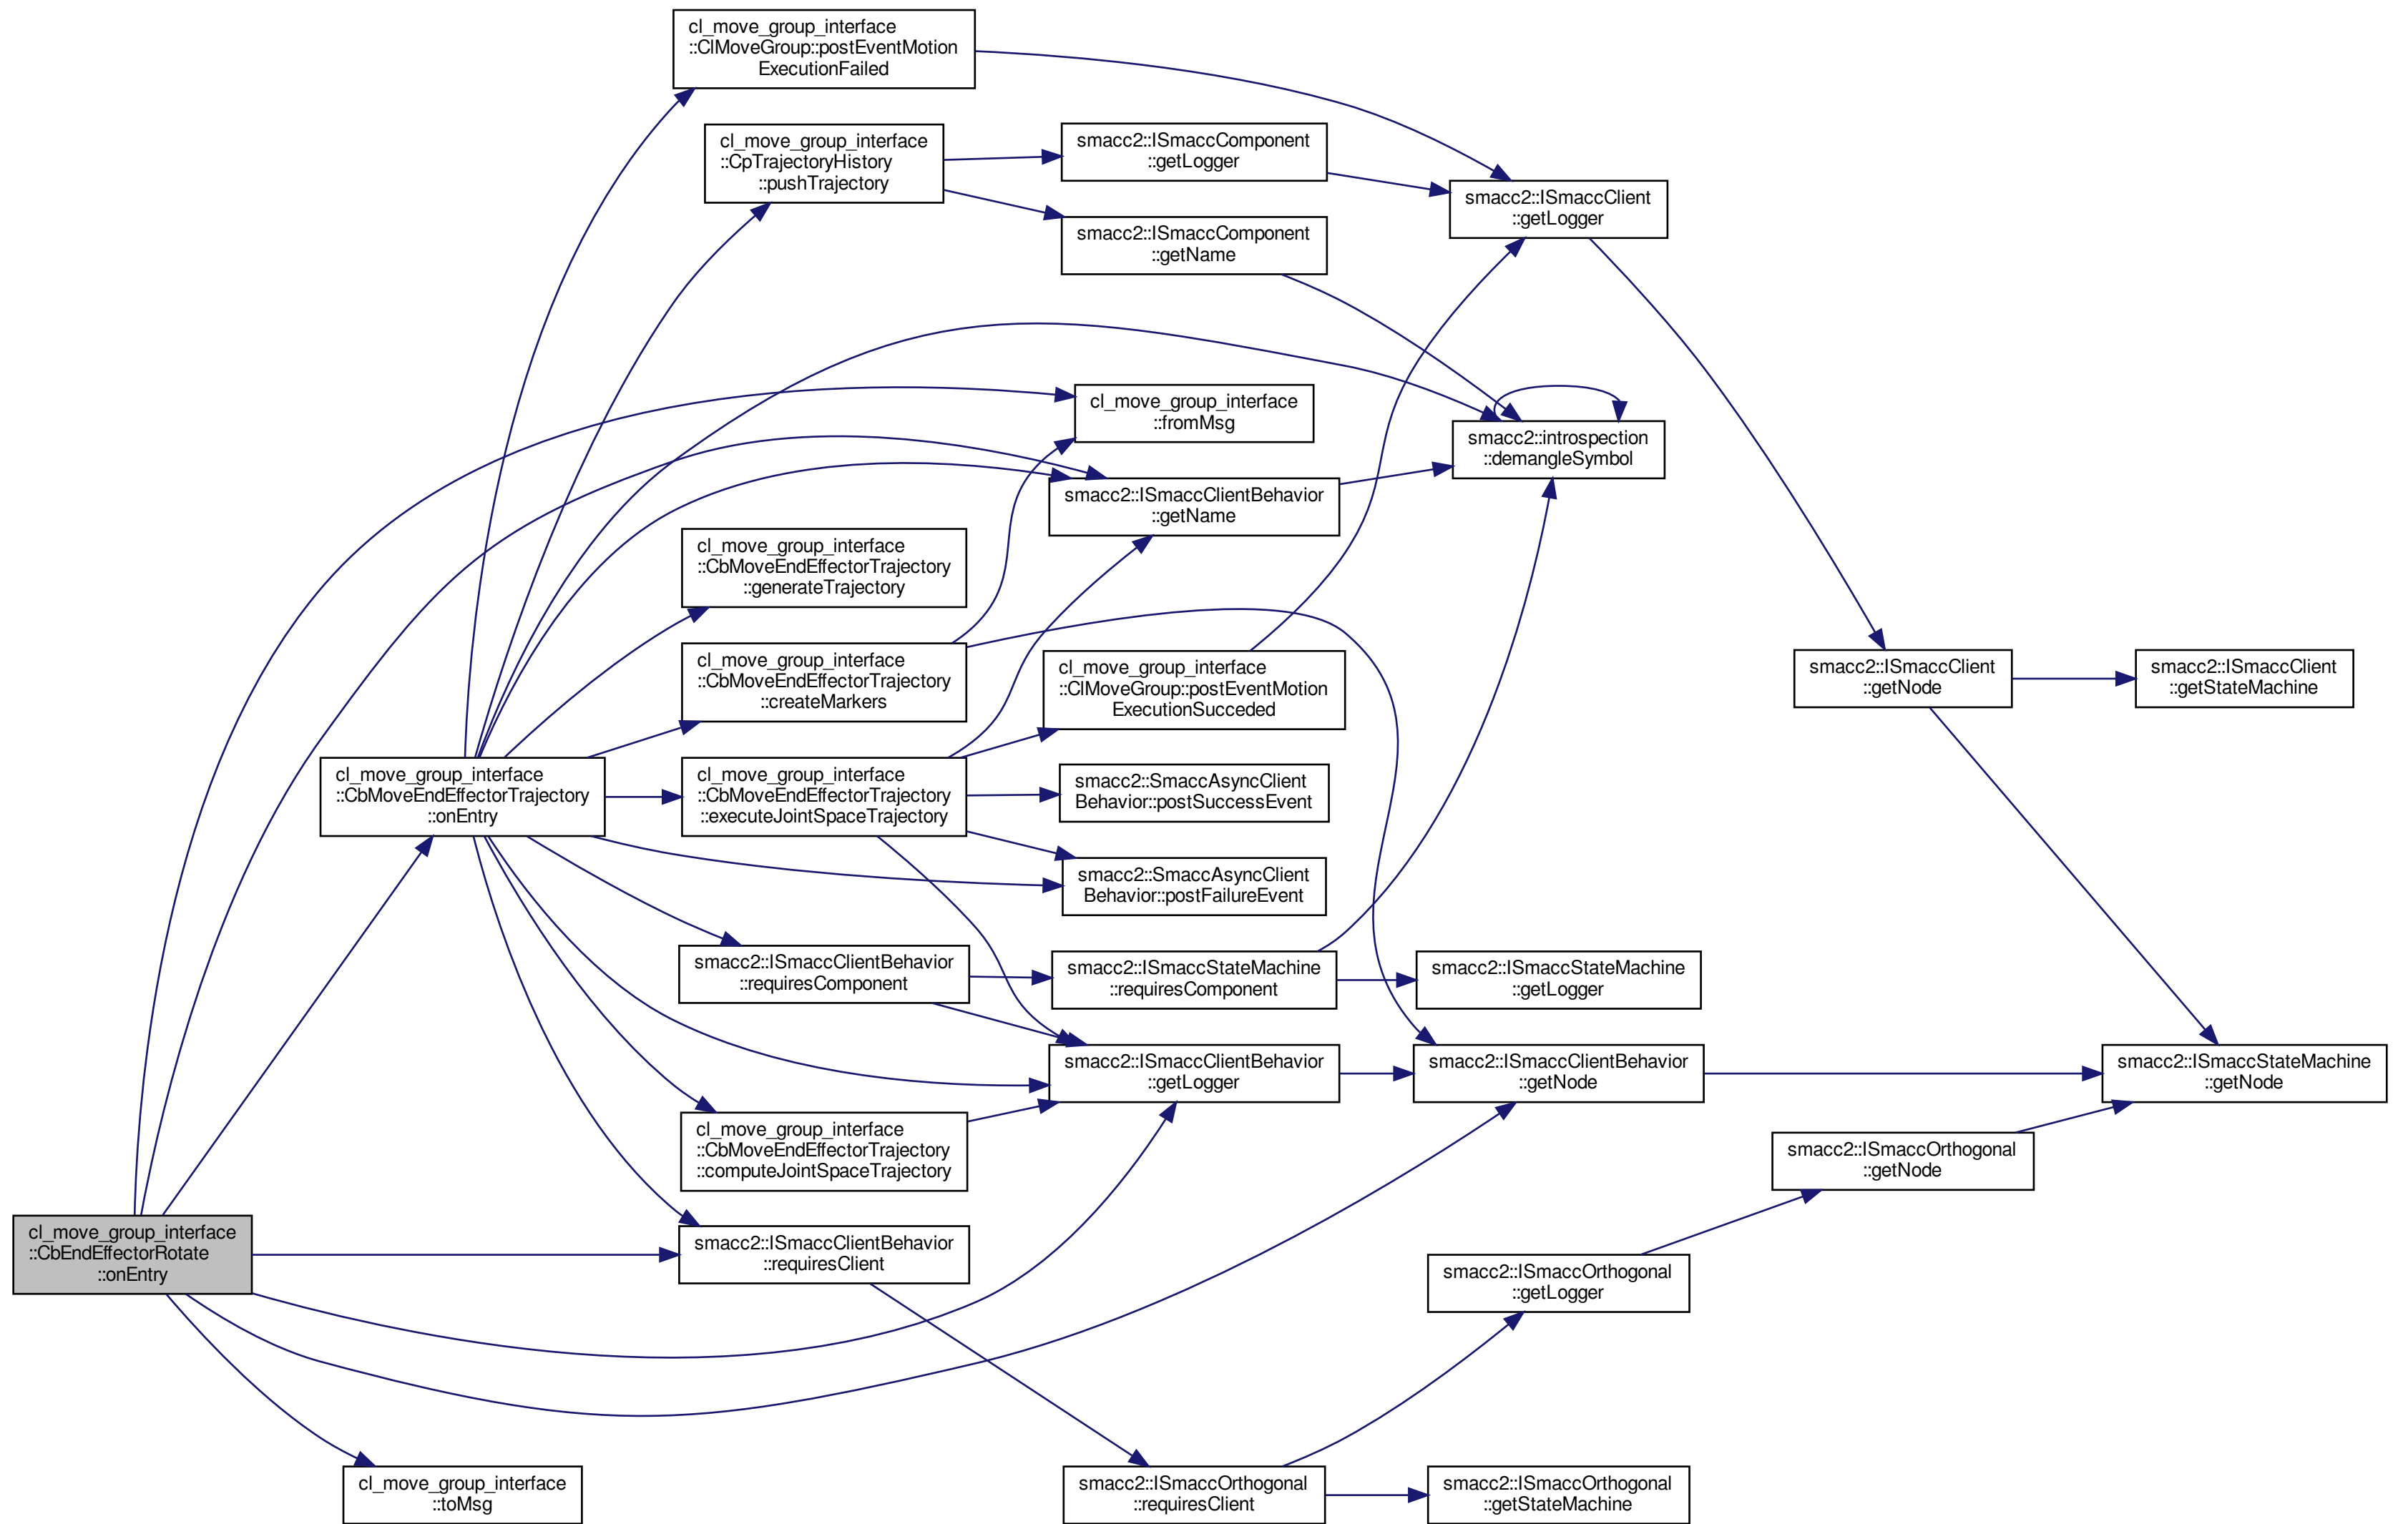 cl_move_group_interface
::ClMoveGroup::postEventMotion
ExecutionFailed
cl_move_group_interface
::CpTrajectoryHistory
::pushTrajectory
smacc2::ISmaccComponent
::getLogger
smacc2::ISmaccClient
::getLogger
smacc2::ISmaccComponent
::getName
cl_move_group_interface
::fromMsg
smacc2::introspection
::demangleSymbol
smacc2::ISmaccClientBehavior
::getName
cl_move_group_interface
::CbMoveEndEffectorTrajectory
::generateTrajectory
cl_move_group_interface
::CbMoveEndEffectorTrajectory
::createMarkers
cl_move_group_interface
::ClMoveGroup::postEventMotion
ExecutionSucceded
smacc2::ISmaccClient
::getNode
smacc2::ISmaccClient
::getStateMachine
cl_move_group_interface
::CbMoveEndEffectorTrajectory
::onEntry
cl_move_group_interface
::CbMoveEndEffectorTrajectory
::executeJointSpaceTrajectory
smacc2::SmaccAsyncClient
Behavior::postSuccessEvent
smacc2::SmaccAsyncClient
Behavior::postFailureEvent
smacc2::ISmaccClientBehavior
::requiresComponent
smacc2::ISmaccStateMachine
::requiresComponent
smacc2::ISmaccStateMachine
::getLogger
smacc2::ISmaccClientBehavior
::getLogger
smacc2::ISmaccClientBehavior
::getNode
smacc2::ISmaccStateMachine
::getNode
cl_move_group_interface
::CbMoveEndEffectorTrajectory
::computeJointSpaceTrajectory
smacc2::ISmaccOrthogonal
::getNode
cl_move_group_interface
::CbEndEffectorRotate
::onEntry
smacc2::ISmaccClientBehavior
::requiresClient
smacc2::ISmaccOrthogonal
::getLogger
cl_move_group_interface
::toMsg
smacc2::ISmaccOrthogonal
::requiresClient
smacc2::ISmaccOrthogonal
::getStateMachine